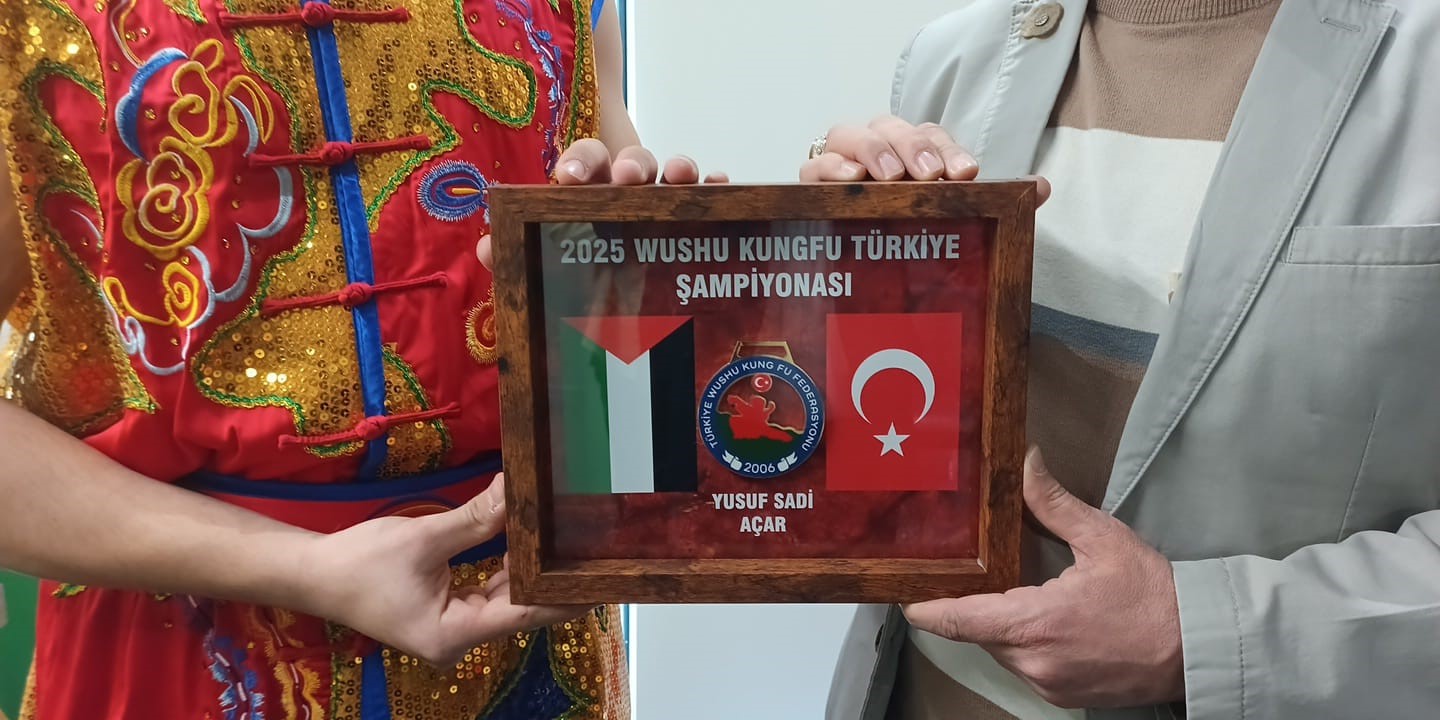 2025 WUSHU KUNGFU TÜRKİYE
ŞAMPİYONASI
TÜRKİYE WUSHU KUNG FU FEDERASYONU
2006
YUSUF SADİ
AÇAR